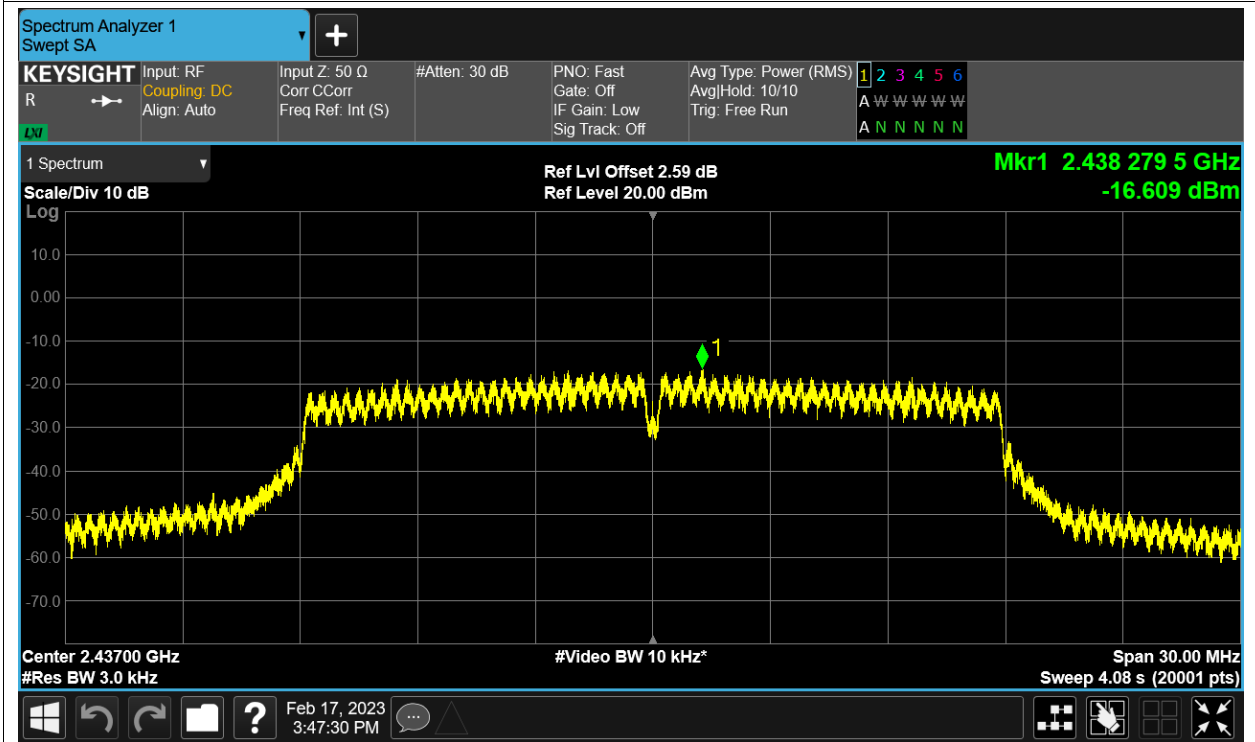 Spectrum Analyzer 1
Swept SA
+
KEYSIGHT
R
LXI
Input: RF
Coupling: DC
Align: Auto
Input Z: 50 Ω
Corr CCorr
Freq Ref: Int (S)
#Atten: 30 dB
PNO: Fast
Gate: Off
IF Gain: Low
Sig Track: Off
Avg Type: Power (RMS)
Avg|Hold: 10/10
Trig: Free Run
1 2 3 4 5 6
A W W W W W
A N N N N N
1 Spectrum
Scale/Div 10 dB
Log
Ref Lvl Offset 2.59 dB
Ref Level 20.00 dBm
Mkr1 2.438 279 5 GHz
-16.609 dBm
10.0
0.00
-10.0
1
-20.0
-30.0
-40.0
-50.0
-60.0
-70.0
Center 2.43700 GHz
#Video BW 10 kHz*
Span 30.00 MHz
#Res BW 3.0 kHz
Sweep 4.08 s (20001 pts)
?
Feb 17, 2023
3:47:30 PM